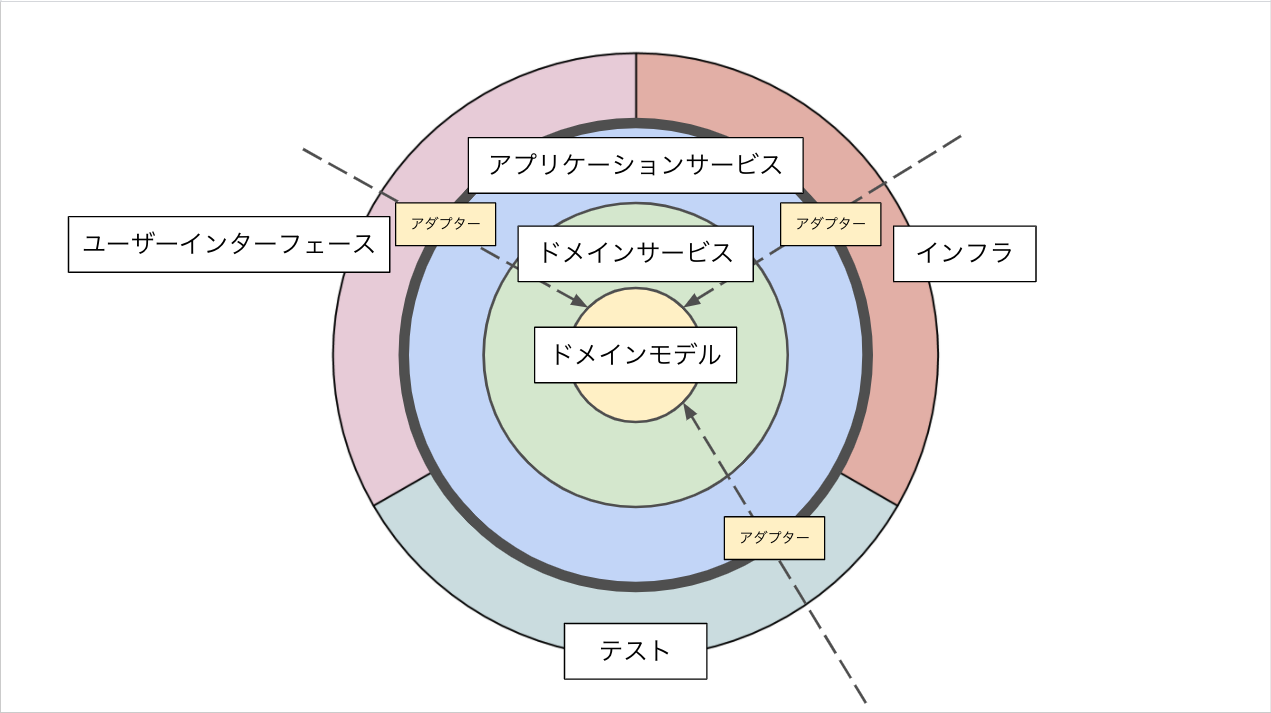 アプリケーションサービス
アダプター
アダプター
ユーザーインターフェース
ドメインサービス
インフラ
ドメインモデル
アダプター
テスト